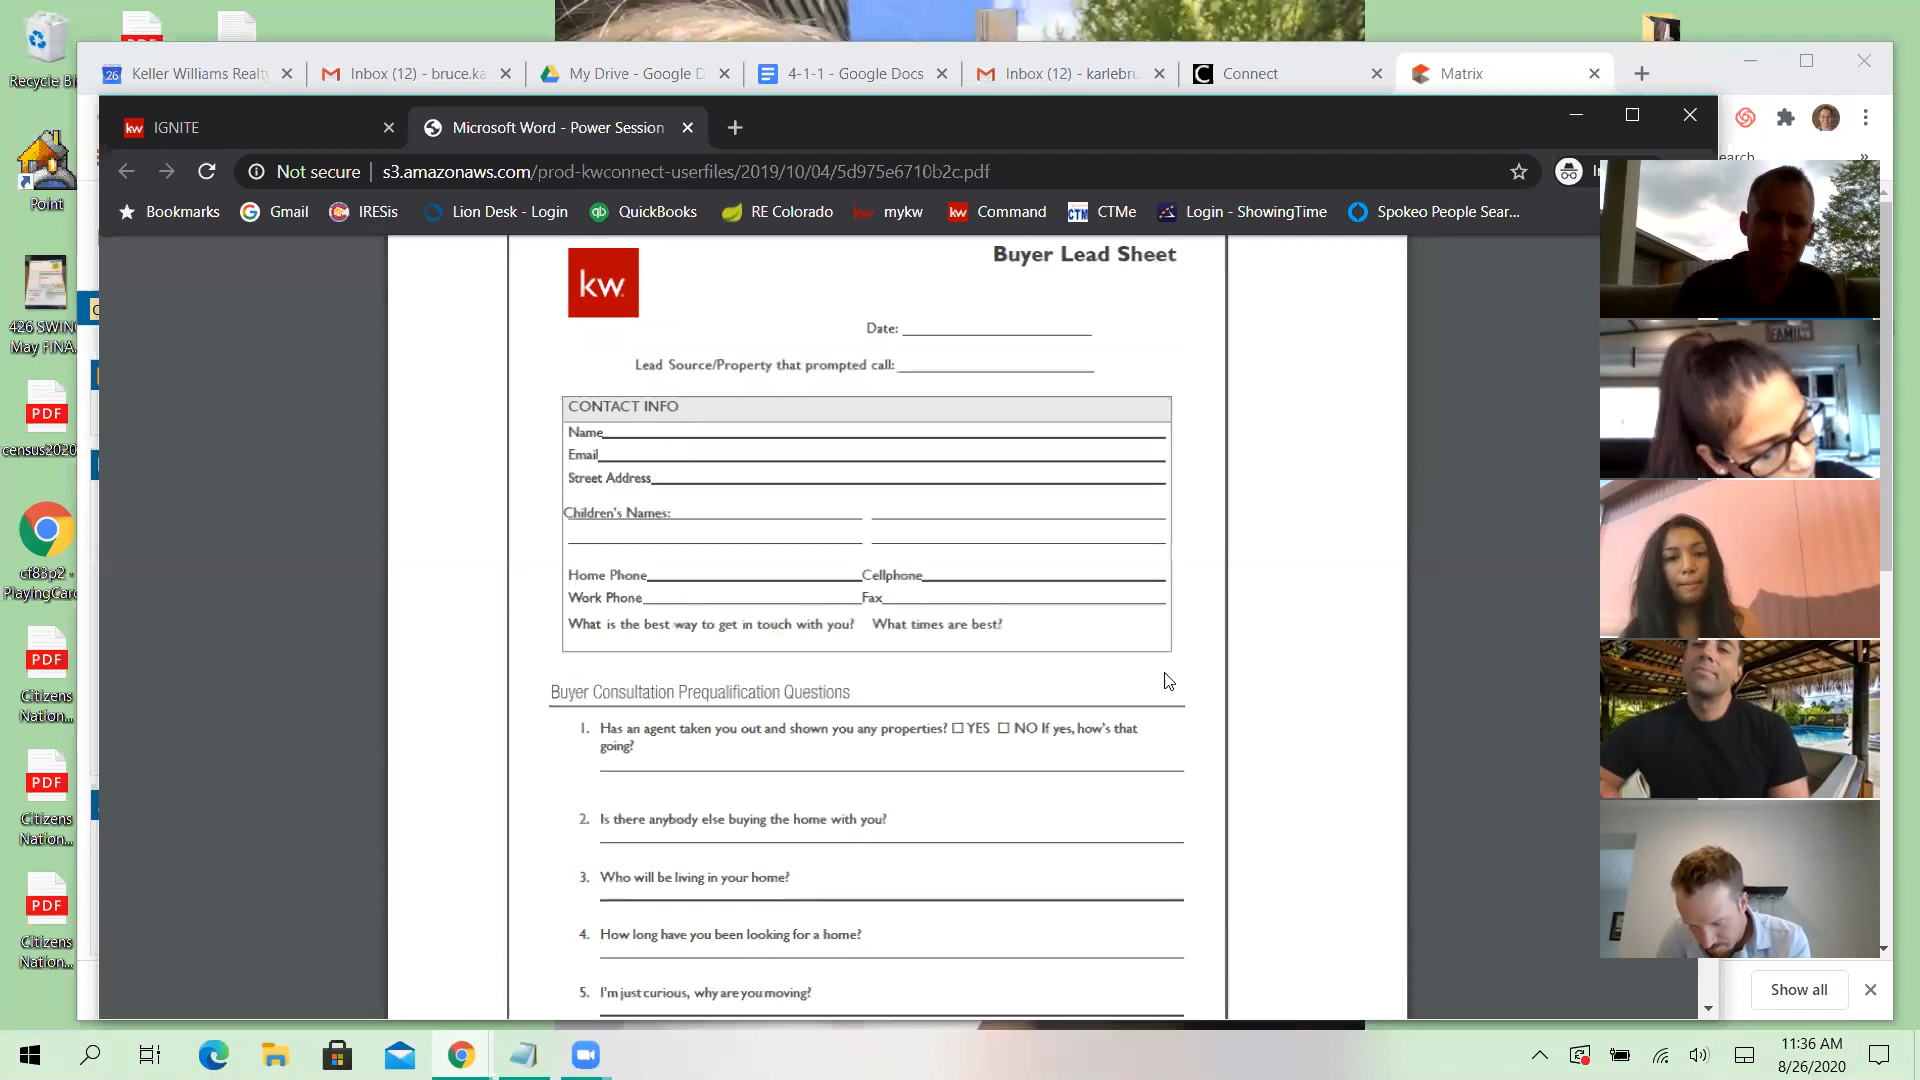 Recycle Bi
Point
426 SWIN
May FINA
PDF
census2020
cf83p2 -
PlayingCar
PDF
Citizens
Nation...
PDF
Citizens
Nation...
PDF
Citizens
Nation...
PDF
26
Keller Williams Realty
Inbox (12) - bruce.ka
My Drive - Google D
4-1-1 - Google Docs
Inbox (12) - karlebru
Connect
Matrix
kw IGNITE
Microsoft Word - Power Session
Not secure
s3.amazonaws.com/prod-kwconnect-userfiles/2019/10/04/5d975e6710b2c.pdf
earch
Bookmarks
Gmail
IRESis
Lion Desk - Login
qb QuickBooks
RE Colorado
kw mykw
kw Command
CTM CTMe
Login - ShowingTime
Spokeo People Sear...
kw
Buyer Lead Sheet
Date:
Lead Source/Property that prompted call:
CONTACT INFO
Name
Email
Street Address
Children's Names:
Home Phone Cellphone
Work Phone Fax
What is the best way to get in touch with you? What times are best?
Buyer Consultation Prequalification Questions
1. Has an agent taken you out and shown you any properties? ☐ YES ☐ NO If yes, how's that
going?
2. Is there anybody else buying the home with you?
3. Who will be living in your home?
4. How long have you been looking for a home?
5. I'm just curious, why are you moving?
FAMILY
Show all
11:36 AM
8/26/2020